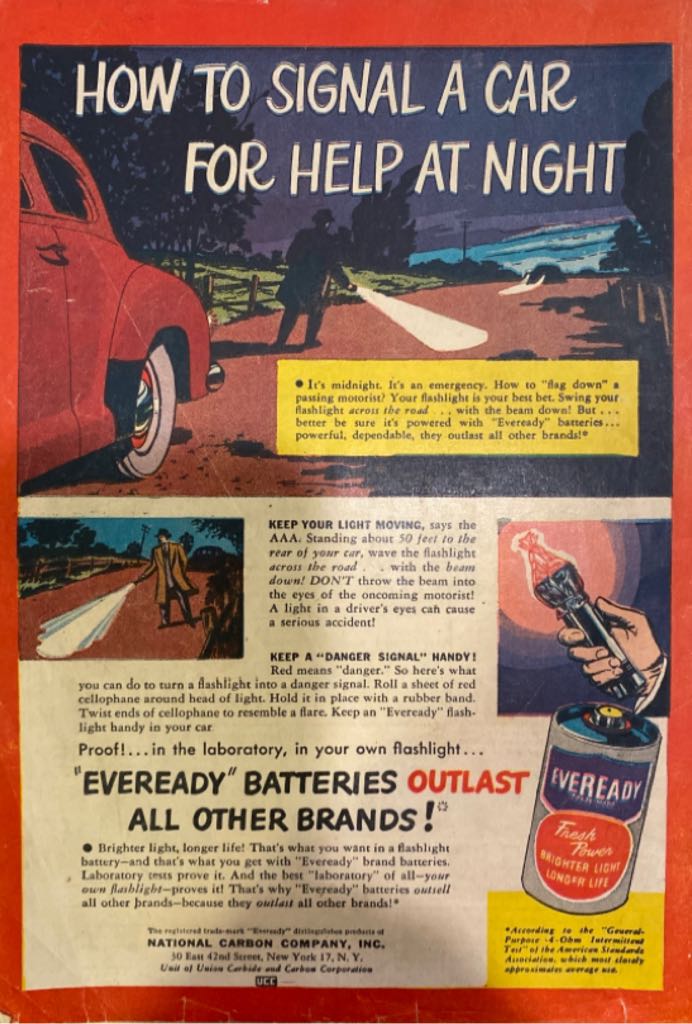 HOW TO SIGNAL A CAR
FOR HELP AT NIGHT
• It's midnight. It's an emergency. How to "flag down" a
passing motorist? Your flashlight is your best bet. Swing your
flashlight across the road . . . with the beam down! But . . .
better be sure it's powered with "Eveready" batteries...
powerful, dependable, they outlast all other brands!*
KEEP YOUR LIGHT MOVING, says the
AAA. Standing about 50 feet to the
rear of your car, wave the flashlight
across the road . . . with the beam
down! DON'T throw the beam into
the eyes of the oncoming motorist!
A light in a driver's eyes can cause
a serious accident!
KEEP A "DANGER SIGNAL" HANDY!
Red means "danger." So here's what
you can do to turn a flashlight into a danger signal. Roll a sheet of red
cellophane around head of light. Hold it in place with a rubber band.
Twist ends of cellophane to resemble a flare. Keep an "Eveready" flash-
light handy in your car
Proof!...in the laboratory, in your own flashlight...
"EVEREADY" BATTERIES OUTLAST
ALL OTHER BRANDS!*
• Brighter light, longer life! That's what you want in a flashlight
battery—and that's what you get with "Eveready" brand batteries.
Laboratory tests prove it. And the best "laboratory" of all—your
own flashlight—proves it! That's why "Eveready" batteries outsell
all other brands—because they outlast all other brands!*
The registered trade-mark "Eveready" distinguishes products of
NATIONAL CARBON COMPANY, INC.
30 East 42nd Street, New York 17, N. Y.
Unit of Union Carbide and Carbon Corporation
UCC
EVEREADY
TRADE-MARK
Fresh
Power
BRIGHTER LIGHT
LONGER LIFE
*According to the "General-
Purpose 4-Ohm Intermittent
Test" of the American Standards
Association, which most closely
approximates average use.